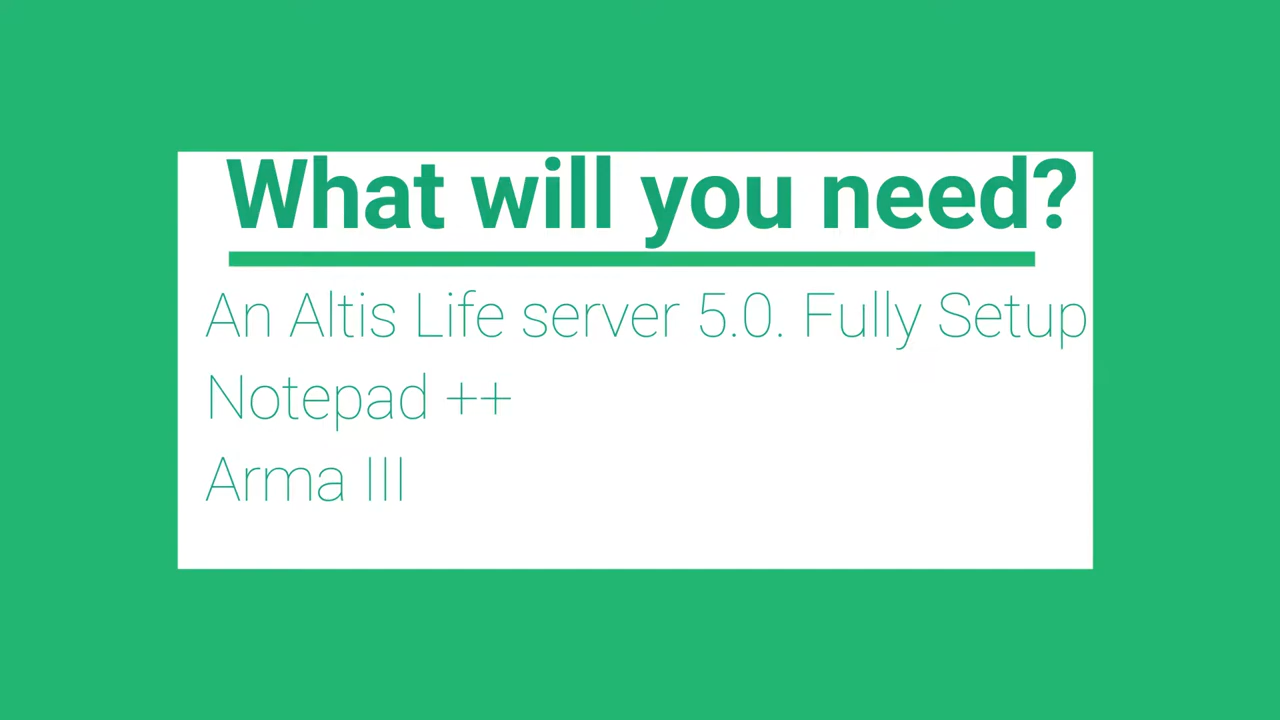 What will you need?
An Altis Life server 5.0. Fully Setup
Notepad ++
Arma III